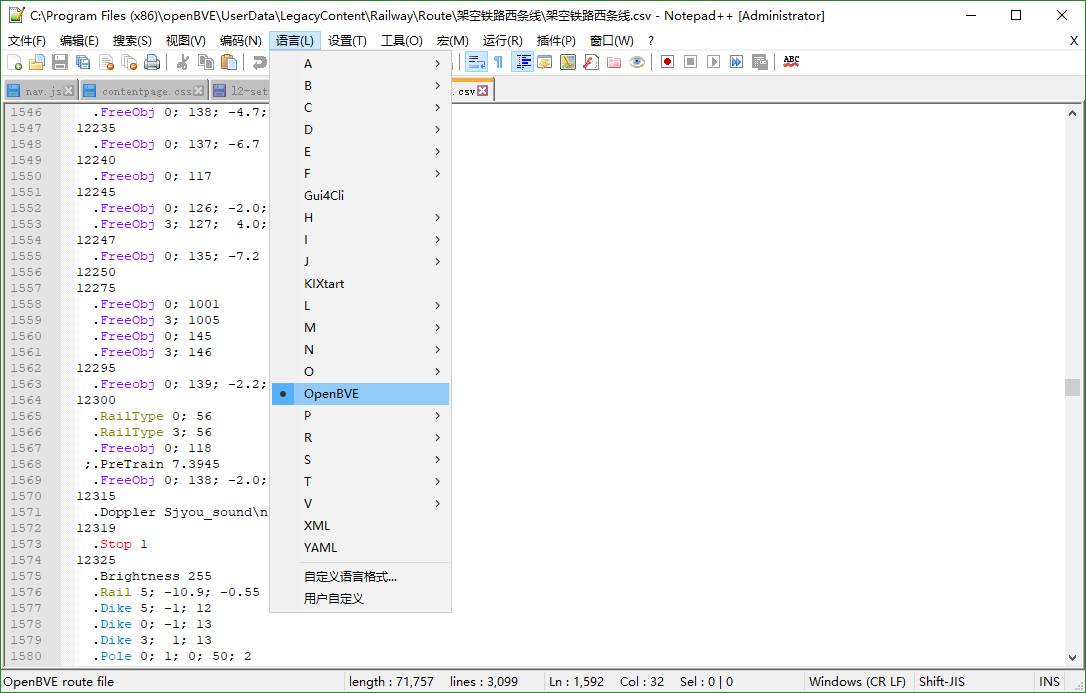 C:\Program Files (x86)\openBVE\UserData\LegacyContent\Railway\Route\架空铁路西条线\架空铁路西条线.csv - Notepad++ [Administrator]
文件(F) 编辑(E) 搜索(S) 视图(V) 编码(N) 语言(L) 设置(T) 工具(O) 宏(M) 运行(R) 插件(P) 窗口(W) ? X
ABC
nav.js contentpage.css l2-set .csv
1546 .FreeObj 0; 138; -4.7;
1547 12235
1548 .FreeObj 0; 137; -6.7
1549 12240
1550 .Freeobj 0; 117
1551 12245
1552 .FreeObj 0; 126; -2.0;
1553 .FreeObj 3; 127;  4.0;
1554 12247
1555 .FreeObj 0; 135; -7.2
1556 12250
1557 12275
1558 .FreeObj 0; 1001
1559 .FreeObj 3; 1005
1560 .FreeObj 0; 145
1561 .FreeObj 3; 146
1562 12295
1563 .Freeobj 0; 139; -2.2;
1564 12300
1565 .RailType 0; 56
1566 .RailType 3; 56
1567 .Freeobj 0; 118
1568 ;.PreTrain 7.3945
1569 .FreeObj 0; 138; -2.0;
1570 12315
1571 .Doppler Sjyou_sound\n
1572 12319
1573 .Stop 1
1574 12325
1575 .Brightness 255
1576 .Rail 5; -10.9; -0.55
1577 .Dike 5; -1; 12
1578 .Dike 0; -1; 13
1579 .Dike 3;  1; 13
1580 .Pole 0; 1; 0; 50; 2
A
B
C
D
E
F
Gui4Cli
H
I
J
KIXtart
L
M
N
O
OpenBVE
P
R
S
T
V
XML
YAML
自定义语言格式...
用户自定义
OpenBVE route file length : 71,757 lines : 3,099 Ln : 1,592 Col : 32 Sel : 0 | 0 Windows (CR LF) Shift-JIS INS